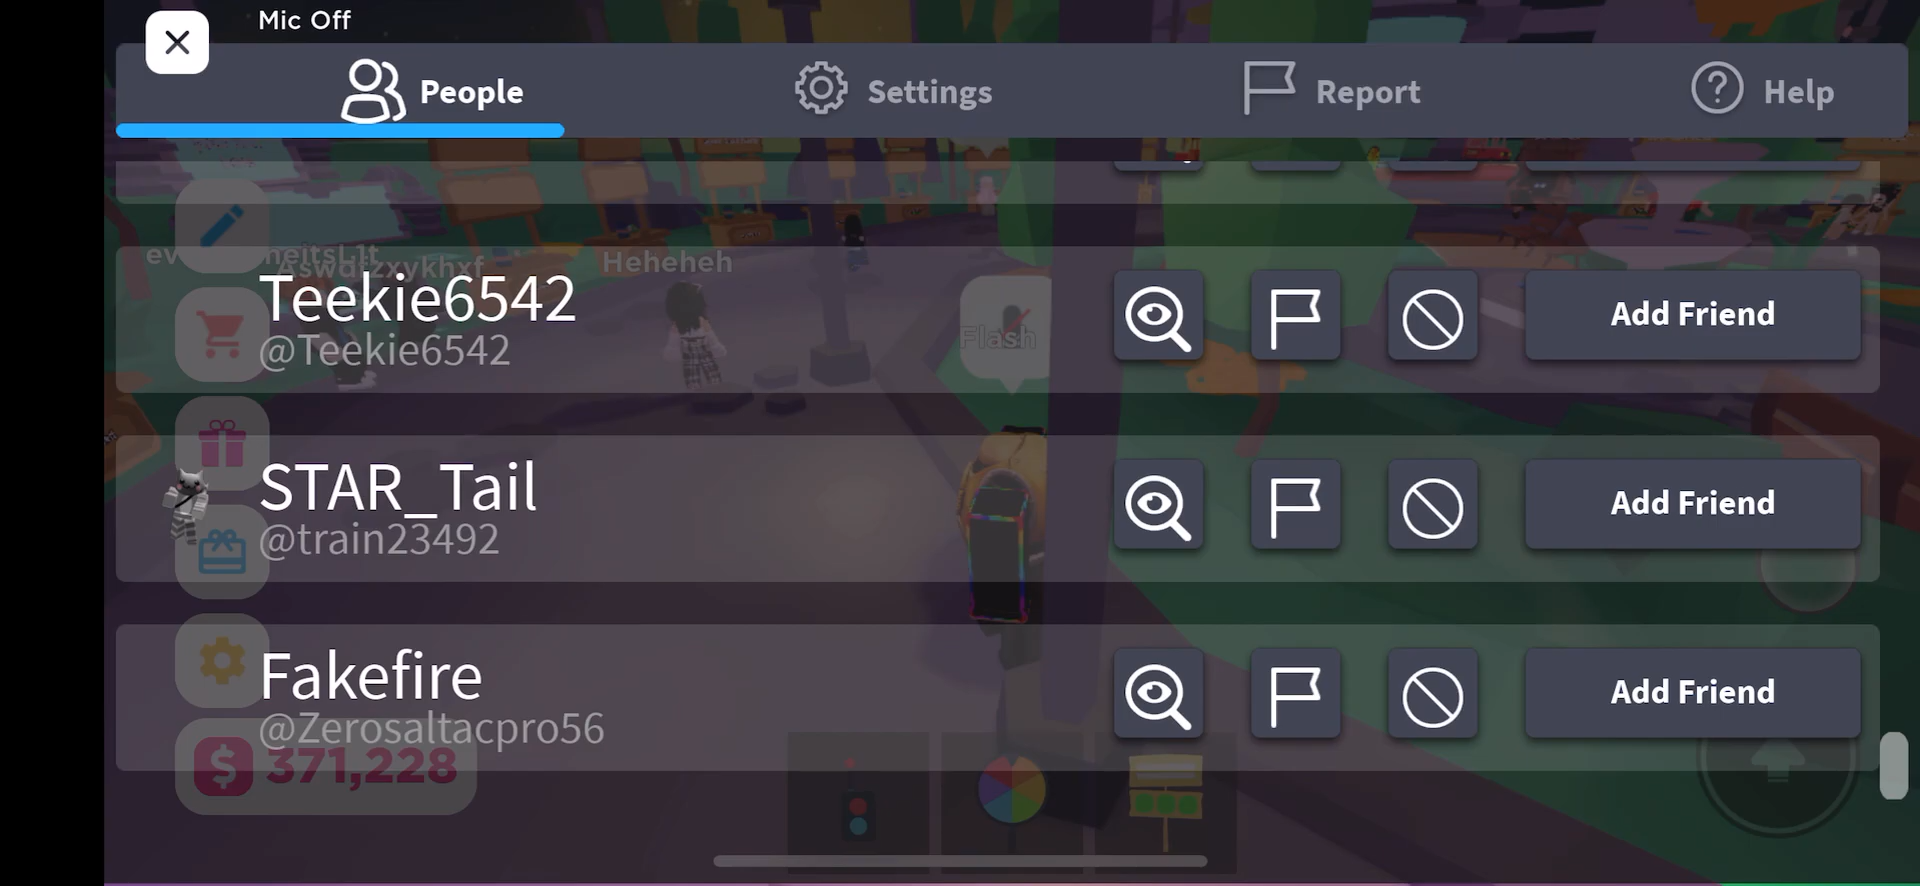 Mic Off
People
Settings
Report
Help
Heheheh
Teekie6542
@Teekie6542
Add Friend
Flash
STAR_Tail
@train23492
Add Friend
Fakefire
@Zerosaltacpro56
Add Friend
$ 371,228